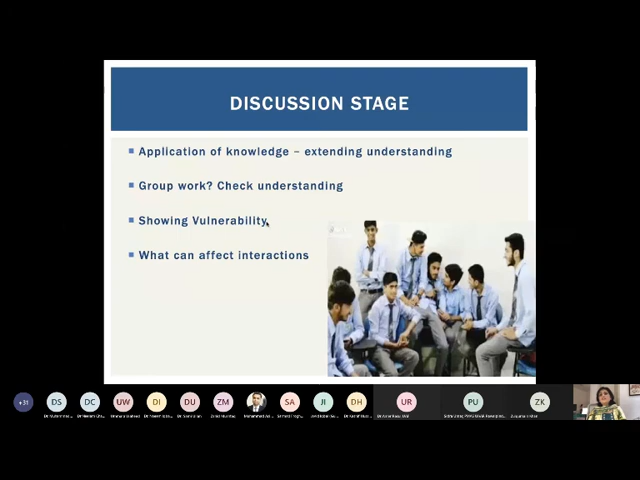 DISCUSSION STAGE
Application of knowledge – extending understanding
Group work? Check understanding
Showing Vulnerability
What can affect interactions
+31
DS
DC
UW
DI
DU
ZM
SA
JI
DH
UR
PU
ZK